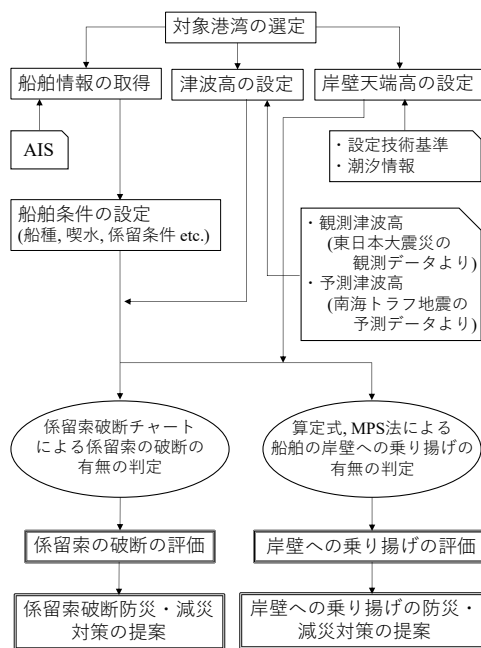 対象港湾の選定
船舶情報の取得
津波高の設定
岸壁天端高の設定
AIS
・設定技術基準
・潮汐情報
船舶条件の設定
(船種, 喫水, 係留条件 etc.)
・観測津波高
(東日本大震災の
観測データより)
・予測津波高
(南海トラフ地震の
予測データより)
係留索破断チャート
による係留索の破断の
有無の判定
算定式, MPS法による
船舶の岸壁への乗り揚げの
有無の判定
係留索の破断の評価
岸壁への乗り揚げの評価
係留索破断防災・減災
対策の提案
岸壁への乗り揚げの防災・
減災対策の提案